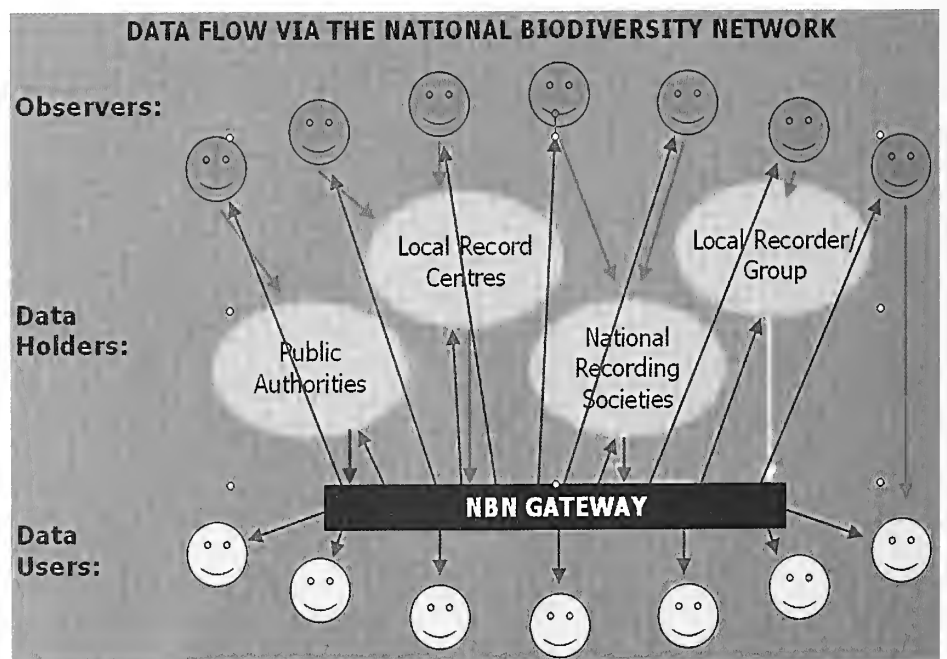 DATA FLOW VIA THE NATIONAL BIODIVERSITY NETWORK
Observers:
Local Record
Centres
Local Recorder/
Group
Data
Holders:
Public
Authorities
National
Recording
Societies
NBN GATEWAY
Data
Users: